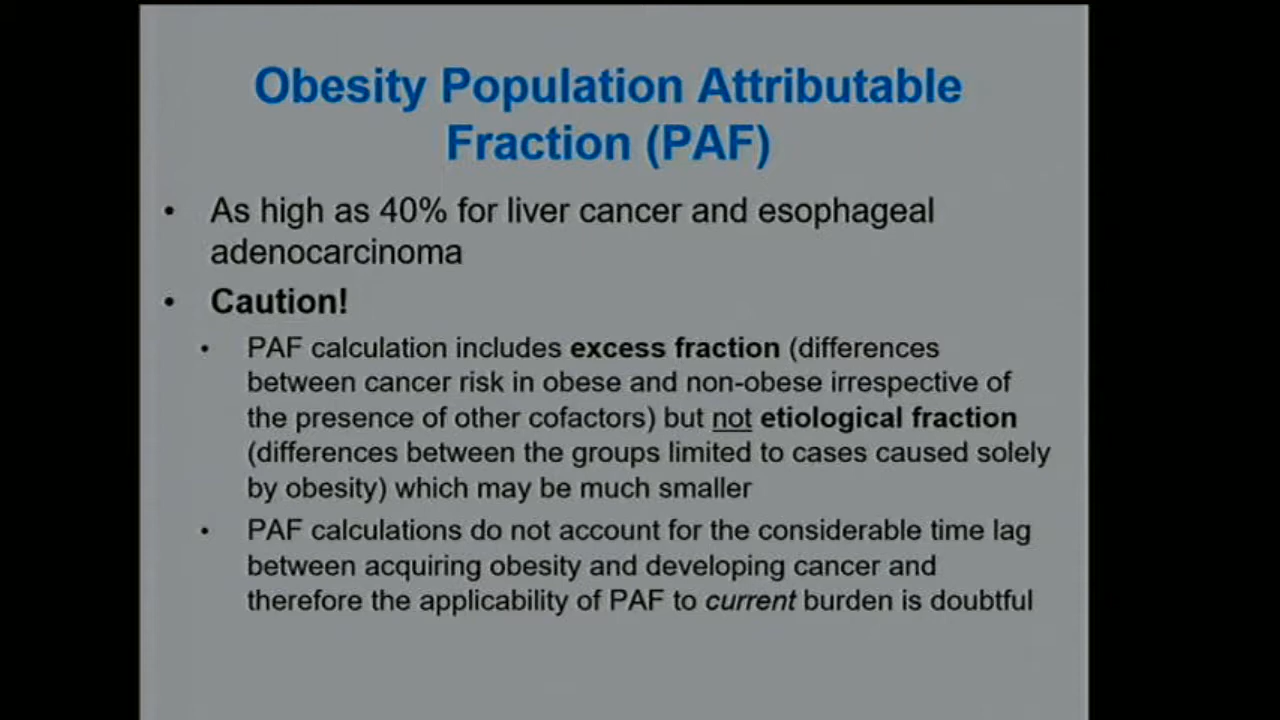 Obesity Population Attributable
Fraction (PAF)
• As high as 40% for liver cancer and esophageal
adenocarcinoma
• Caution!
• PAF calculation includes excess fraction (differences
between cancer risk in obese and non-obese irrespective of
the presence of other cofactors) but not etiological fraction
(differences between the groups limited to cases caused solely
by obesity) which may be much smaller
• PAF calculations do not account for the considerable time lag
between acquiring obesity and developing cancer and
therefore the applicability of PAF to current burden is doubtful